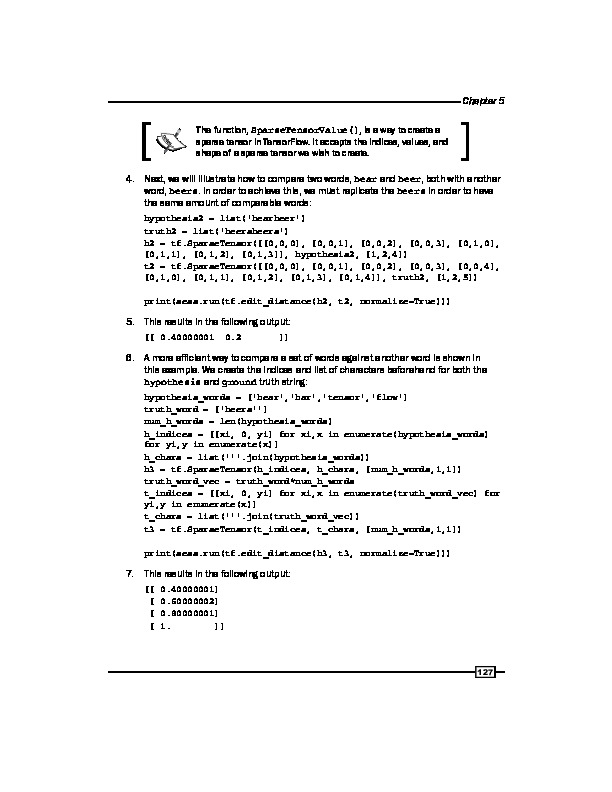 Chapter 5
The function, SparseTensorValue(), is a way to create a
sparse tensor in TensorFlow. It accepts the indices, values, and
shape of a sparse tensor we wish to create.
4. Next, we will illustrate how to compare two words, bear and beer, both with another
word, beers. In order to achieve this, we must replicate the beers in order to have
the same amount of comparable words:
hypothesis2 = list('bearbeer')
truth2 = list('beersbeers')
h2 = tf.SparseTensor([[0,0,0], [0,0,1], [0,0,2], [0,0,3], [0,1,0],
[0,1,1], [0,1,2], [0,1,3]], hypothesis2, [1,2,4])
t2 = tf.SparseTensor([[0,0,0], [0,0,1], [0,0,2], [0,0,3], [0,0,4],
[0,1,0], [0,1,1], [0,1,2], [0,1,3], [0,1,4]], truth2, [1,2,5])
print(sess.run(tf.edit_distance(h2, t2, normalize=True)))
5. This results in the following output:
[[ 0.40000001 0.2 ]]
6. A more efficient way to compare a set of words against another word is shown in
this example. We create the indices and list of characters beforehand for both the
hypothesis and ground truth string:
hypothesis_words = ['bear','bar','tensor','flow']
truth_word = ['beers'']
num_h_words = len(hypothesis_words)
h_indices = [[xi, 0, yi] for xi,x in enumerate(hypothesis_words)
for yi,y in enumerate(x)]
h_chars = list(''.join(hypothesis_words))
h3 = tf.SparseTensor(h_indices, h_chars, [num_h_words,1,1])
truth_word_vec = truth_word*num_h_words
t_indices = [[xi, 0, yi] for xi,x in enumerate(truth_word_vec) for
yi,y in enumerate(x)]
t_chars = list(''.join(truth_word_vec))
t3 = tf.SparseTensor(t_indices, t_chars, [num_h_words,1,1])
print(sess.run(tf.edit_distance(h3, t3, normalize=True)))
7. This results in the following output:
[[ 0.40000001]
[ 0.60000002]
[ 0.80000001]
[ 1. ]]
127